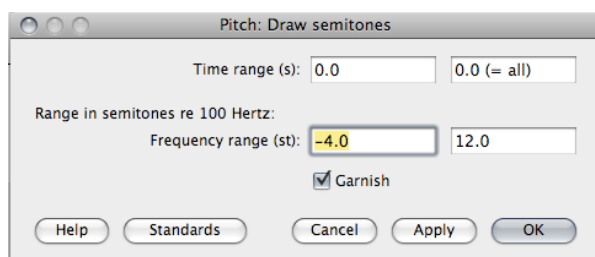 Pitch: Draw semitones
Time range (s): 0.0 0.0 (= all)
Range in semitones re 100 Hertz:
Frequency range (st): -4.0 12.0
Garnish
Help Standards Cancel Apply OK